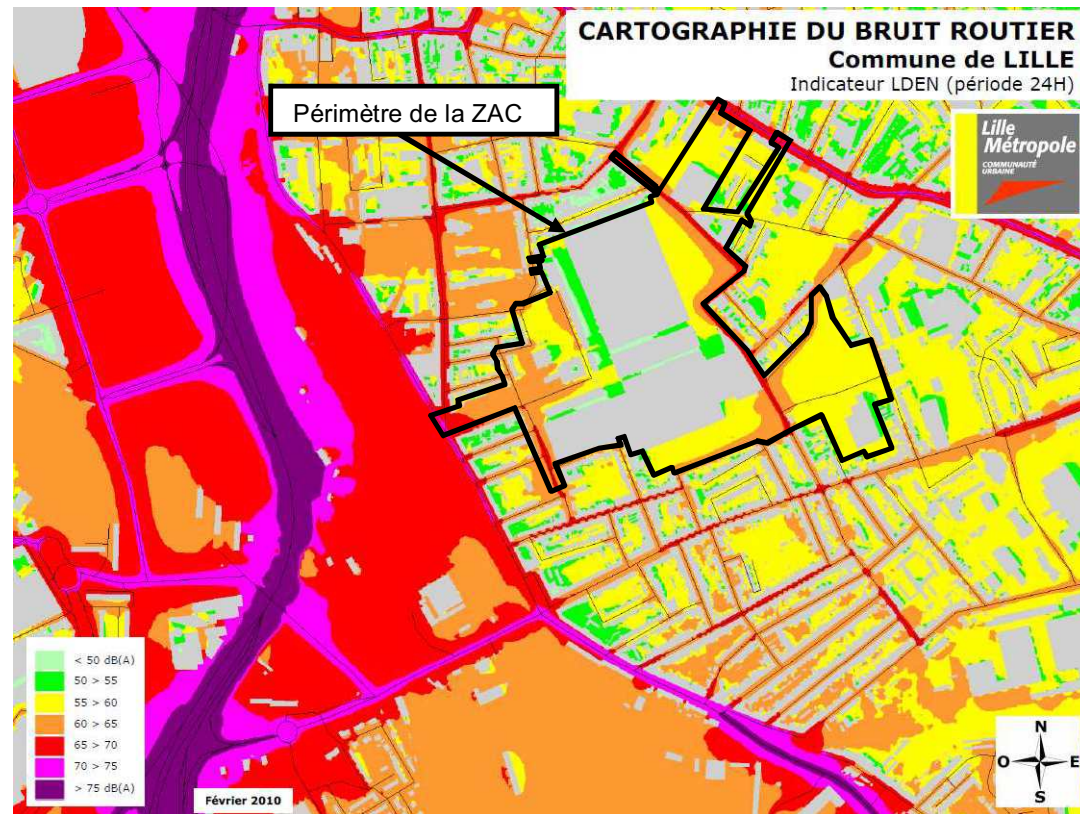 CARTOGRAPHIE DU BRUIT ROUTIER
Commune de LILLE
Indicateur LDEN (période 24H)
Périmètre de la ZAC
Lille
Métropole
COMMUNAUTÉ
URBAINE
< 50 dB(A)
50 > 55
55 > 60
60 > 65
65 > 70
70 > 75
> 75 dB(A)
Février 2010
N
O
E
S